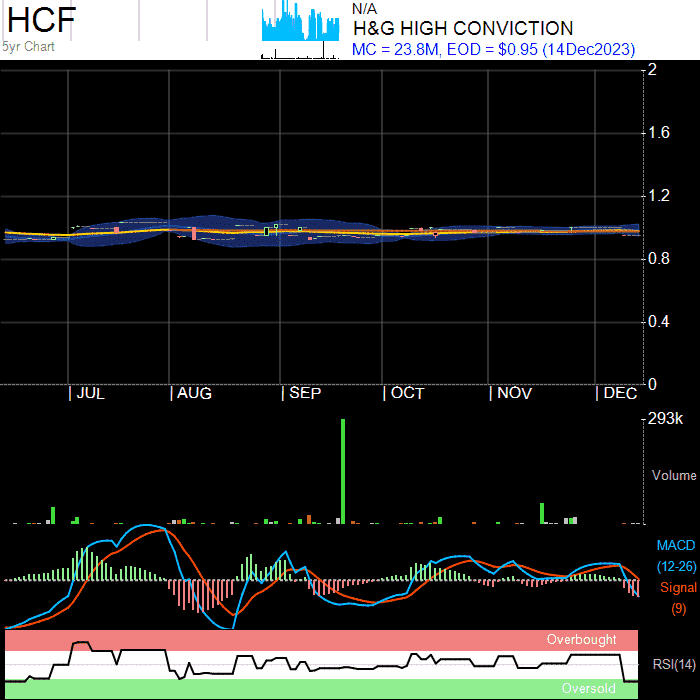 HCF
5yr Chart
N/A
H&G HIGH CONVICTION
MC = 23.8M, EOD = $0.95 (14Dec2023)
2
1.6
1.2
0.8
0.4
0
JUL AUG SEP OCT NOV DEC
293k
Volume
MACD
(12-26)
Signal
(9)
Overbought
RSI(14)
Oversold